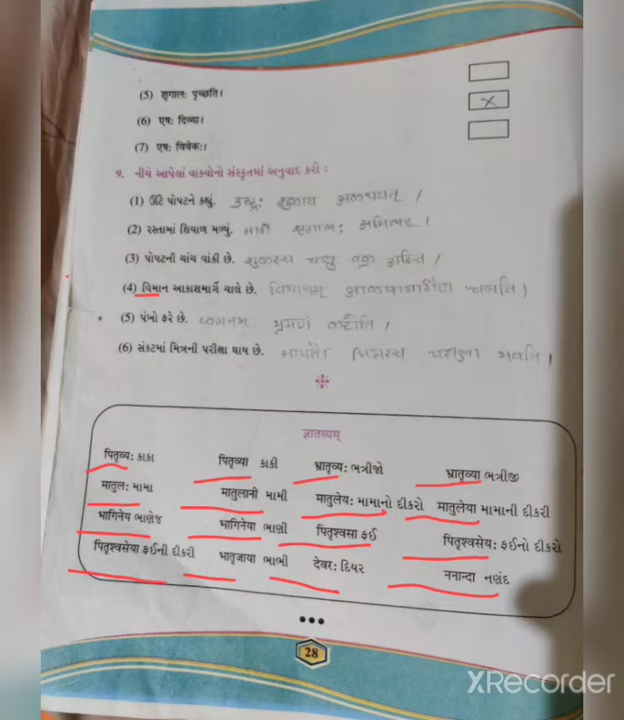 (5) शृगालः पृच्छति।
(6) एषः दिव्या।
×
(7) एषः विवेकः।
9. નીચે આપેલાં વાક્યોનો સંસ્કૃતમાં અનુવાદ કરો :
(1) ઊંટે પોપટને કહ્યું. उष्ट्रः शुकाय अकथयत् ।
(2) રસ્તામાં શિયાળ મળ્યું. मार्गे शृगालः अमिलत् ।
(3) પોપટની ચાંચ વાંકી છે. शुकस्य चञ्चु वक्र अस्ति ।
(4) વિમાન આકાશમાર્ગે ચાલે છે. विमानम् आकाशमार्गेण चलति ।
(5) પંખો ફરે છે. व्यजनम् भ्रमणं करोति ।
(6) સંકટમાં મિત્રની પરીક્ષા થાય છે. मित्रस्य परीक्षा भवति ।
ज्ञातव्यम्
पितृव्यः કાકા पितृव्या કાકી भ्रातृव्यः ભત્રીજો भ्रातृव्या ભત્રીજી
मातुलः મામા मातुलानी મામી मातुलेयः મામાનો દીકરો मातुलेया મામાની દીકરી
भागिनेय ભાણેજ भागिनेया ભાણી पितृश्वसा ફઈ पितृश्वसेयः ફઈનો દીકરો
पितृश्वसेया ફઈની દીકરી भातृजाया ભાભી देवरः દિયર ननान्दा નણંદ
28
XRecorder